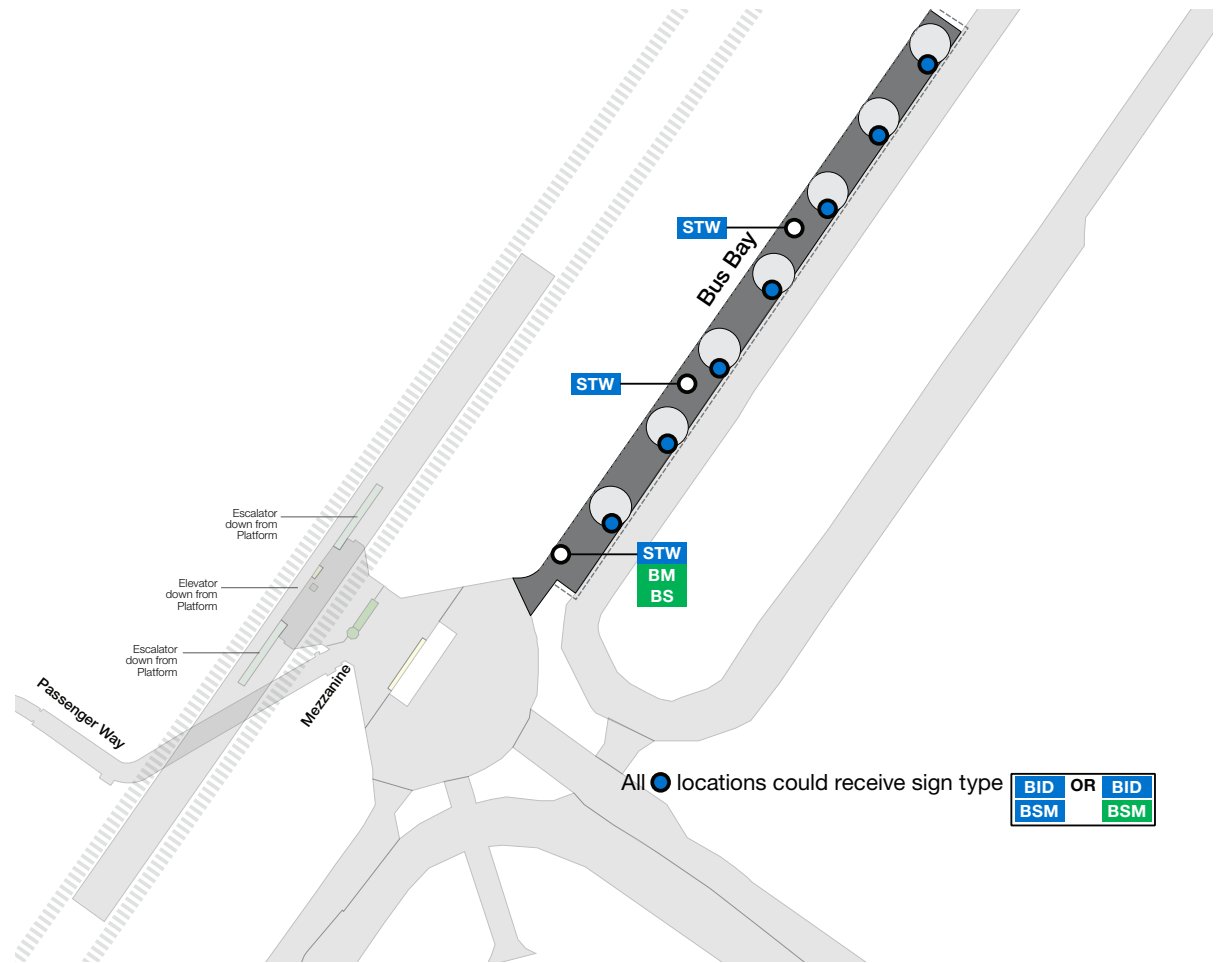 STW
Bus Bay
STW
Escalator
down from
Platform
STW
BM
BS
Elevator
down from
Platform
Escalator
down from
Platform
Mezzanine
Passenger Way
All locations could receive sign type
BID OR BID
BSM BSM